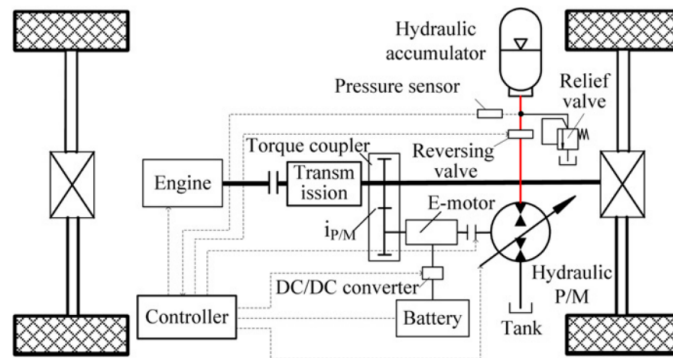 Hydraulic
accumulator
Pressure sensor
Relief
valve
Torque coupler
Reversing
valve
Engine
Transm
ission
E-motor
iP/M
Hydraulic
P/M
DC/DC converter
Controller
Battery
Tank